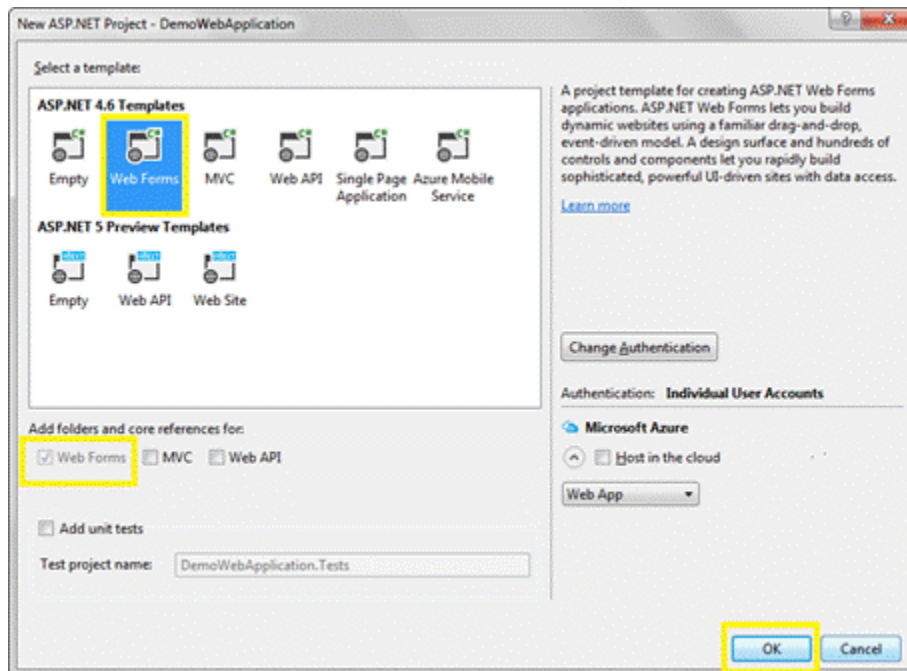 New ASP.NET Project - DemoWebApplication
Select a template:
ASP.NET 4.6 Templates
Empty
Web Forms
MVC
Web API
Single Page Application
Azure Mobile Service
ASP.NET 5 Preview Templates
Empty
Web API
Web Site
A project template for creating ASP.NET Web Forms
applications. ASP.NET Web Forms lets you build
dynamic websites using a familiar drag-and-drop,
event-driven model. A design surface and hundreds of
controls and components let you rapidly build
sophisticated, powerful UI-driven sites with data access.
Learn more
Change Authentication
Authentication: Individual User Accounts
Microsoft Azure
Host in the cloud
Web App
Add folders and core references for:
Web Forms
MVC
Web API
Add unit tests
Test project name: DemoWebApplication.Tests
OK
Cancel